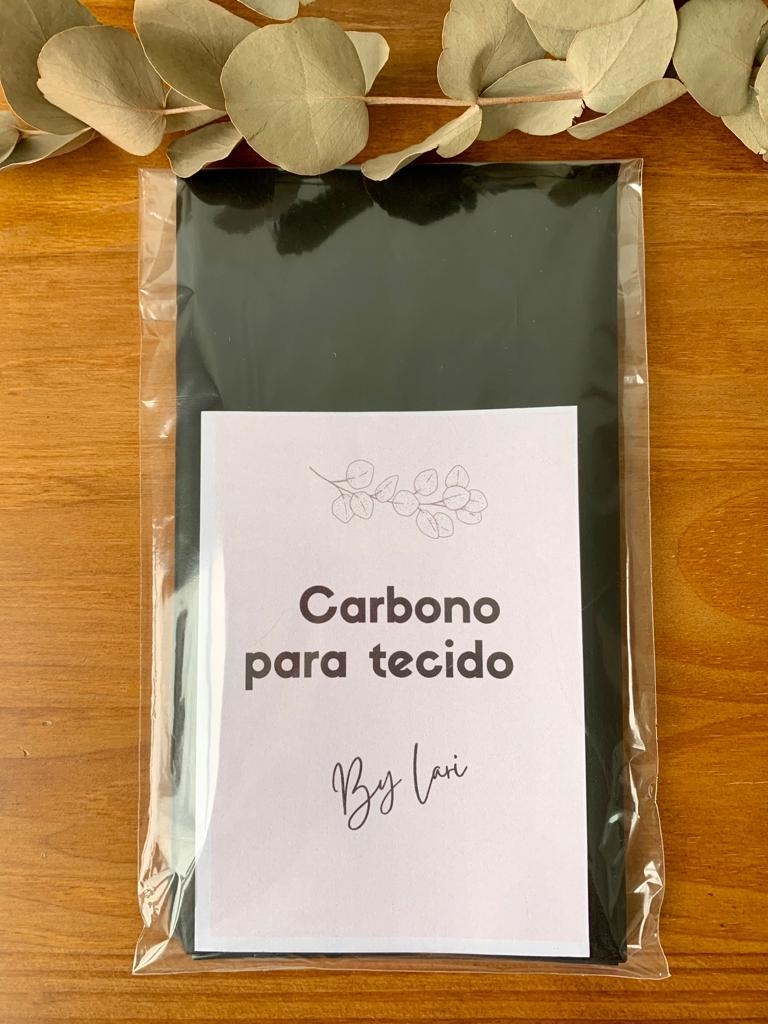 Carbono
para tecido
By Lari